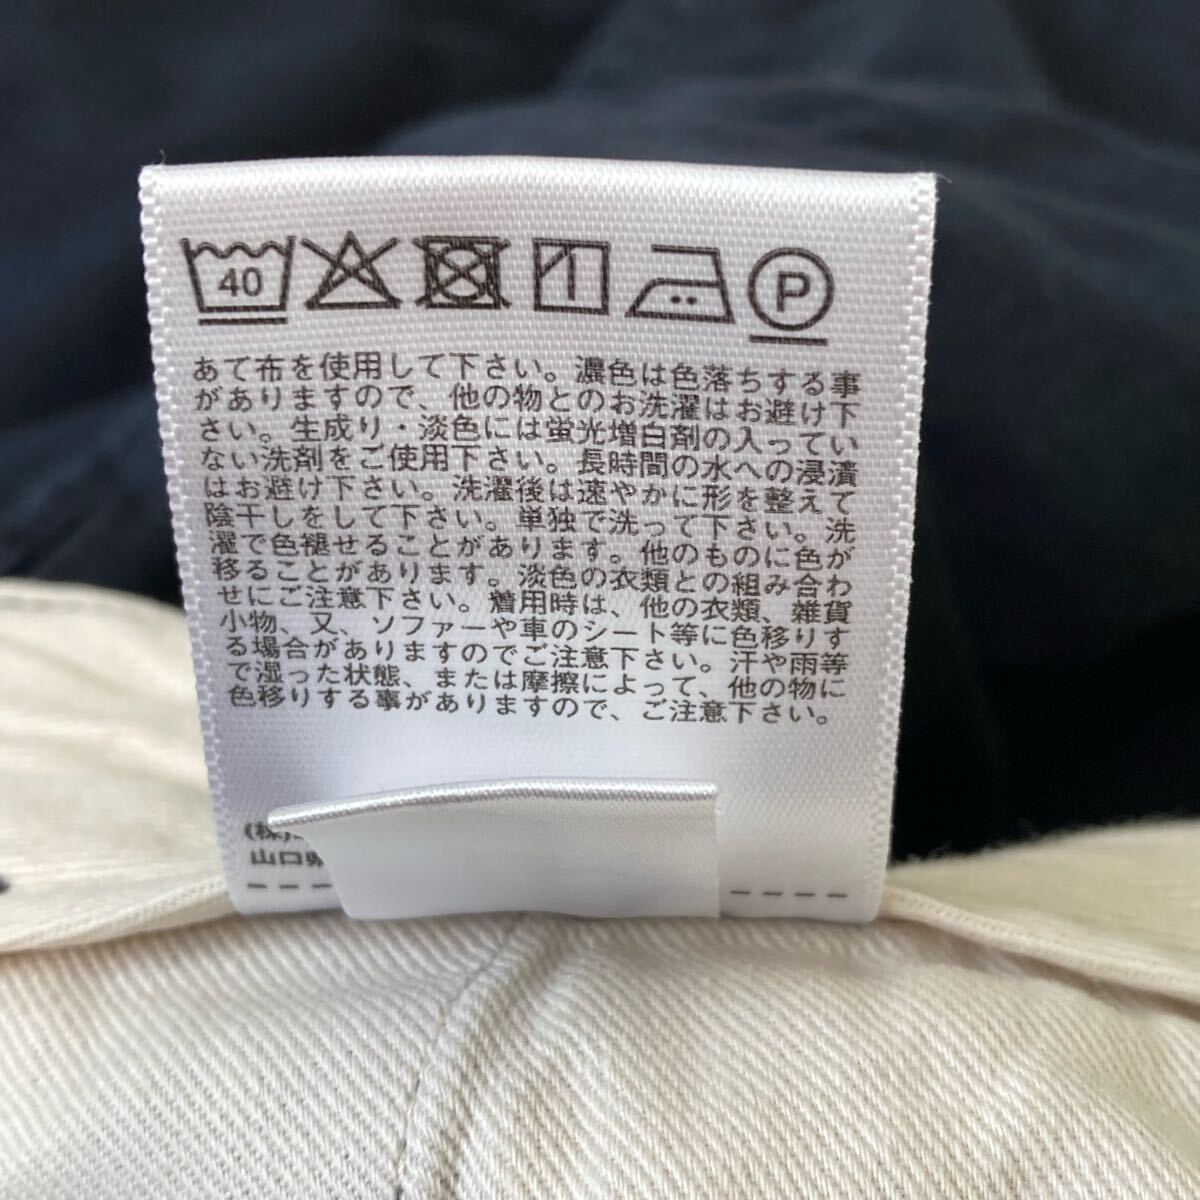 40
P
あて布を使用して下さい。濃色は色落ちする事
がありますので、他の物とのお洗濯はお避け下
さい。生成り・淡色には蛍光増白剤の入ってい
ない洗剤をご使用下さい。長時間の水への浸漬
はお避け下さい。洗濯後は速やかに形を整えて
陰干しをして下さい。単独で洗って下さい。洗
濯で色褪せることがあります。他のものに色が
移ることがあります。淡色の衣類との組み合わ
せにご注意下さい。着用時は、他の衣類、雑貨
小物、又、ソファーや車のシート等に色移りす
る場合がありますのでご注意下さい。汗や雨等
で湿った状態、または摩擦によって、他の物に
色移りする事がありますので、ご注意下さい。
(株)
山口県